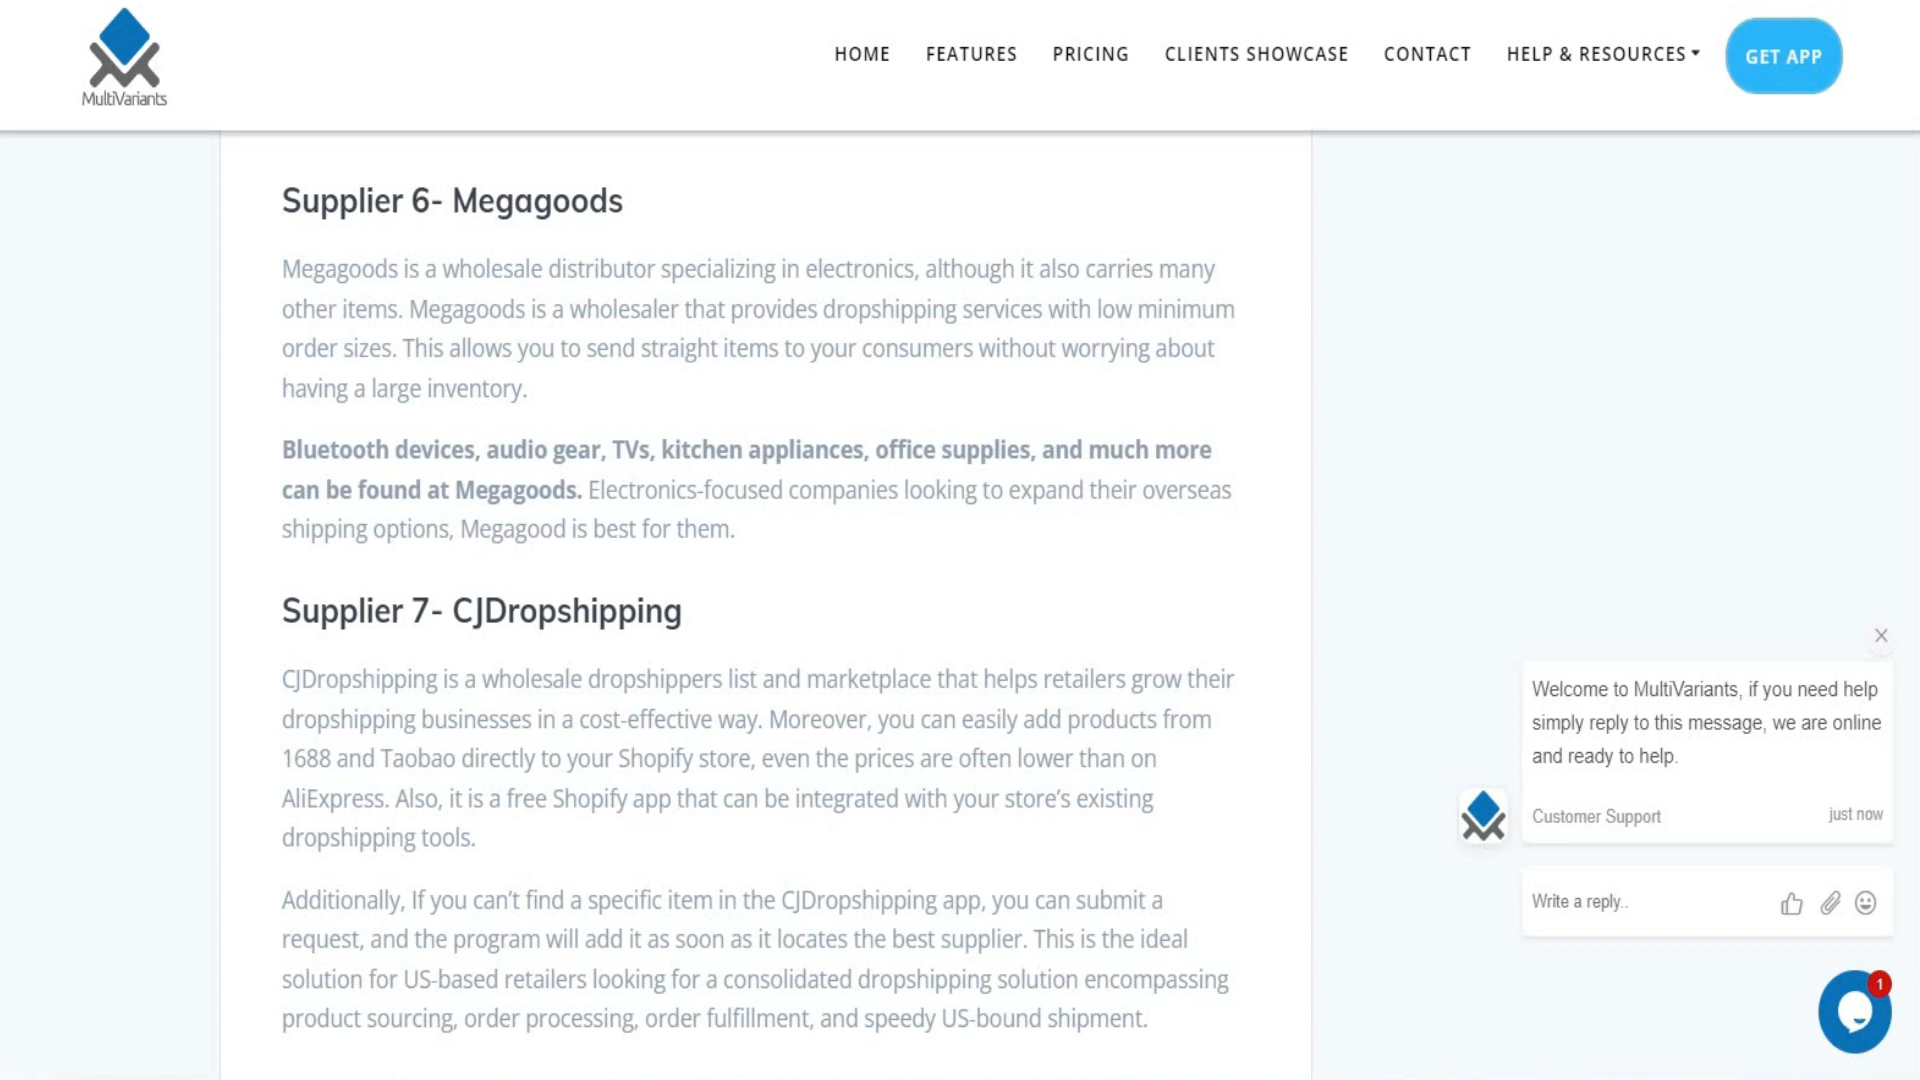 MultiVariants
HOME FEATURES PRICING CLIENTS SHOWCASE CONTACT HELP & RESOURCES GET APP
Supplier 6- Megagoods
Megagoods is a wholesale distributor specializing in electronics, although it also carries many
other items. Megagoods is a wholesaler that provides dropshipping services with low minimum
order sizes. This allows you to send straight items to your consumers without worrying about
having a large inventory.
Bluetooth devices, audio gear, TVs, kitchen appliances, office supplies, and much more
can be found at Megagoods. Electronics-focused companies looking to expand their overseas
shipping options, Megagood is best for them.
Supplier 7- CJDropshipping
CJDropshipping is a wholesale dropshippers list and marketplace that helps retailers grow their
dropshipping businesses in a cost-effective way. Moreover, you can easily add products from
1688 and Taobao directly to your Shopify store, even the prices are often lower than on
AliExpress. Also, it is a free Shopify app that can be integrated with your store’s existing
dropshipping tools.
Additionally, If you can’t find a specific item in the CJDropshipping app, you can submit a
request, and the program will add it as soon as it locates the best supplier. This is the ideal
solution for US-based retailers looking for a consolidated dropshipping solution encompassing
product sourcing, order processing, order fulfillment, and speedy US-bound shipment.
Welcome to MultiVariants, if you need help
simply reply to this message, we are online
and ready to help.
Customer Support just now
Write a reply..
1